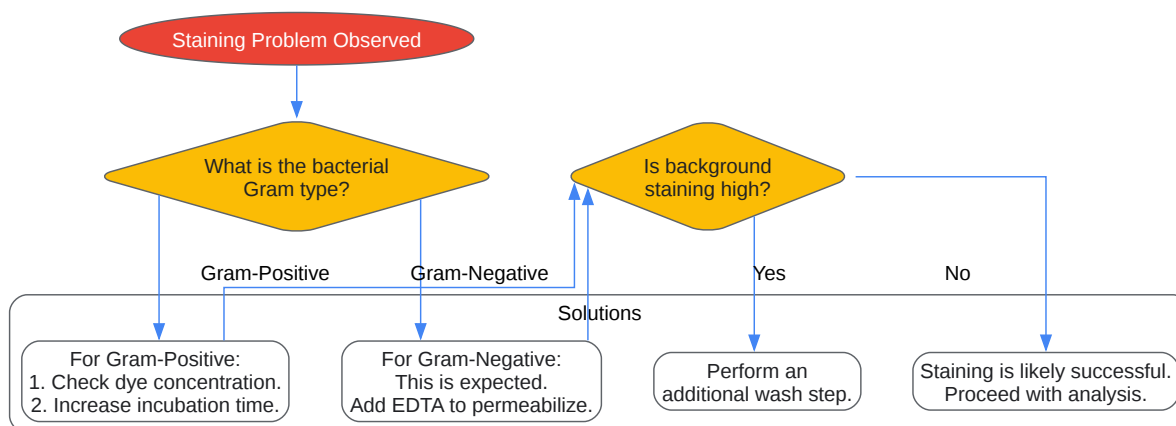 Staining Problem Observed
What is the bacterial
Gram type?
Is background
staining high?
Gram-Positive
Gram-Negative
Yes
No
Solutions
For Gram-Positive:
1. Check dye concentration.
2. Increase incubation time.
For Gram-Negative:
This is expected.
Add EDTA to permeabilize.
Perform an
additional wash step.
Staining is likely successful.
Proceed with analysis.